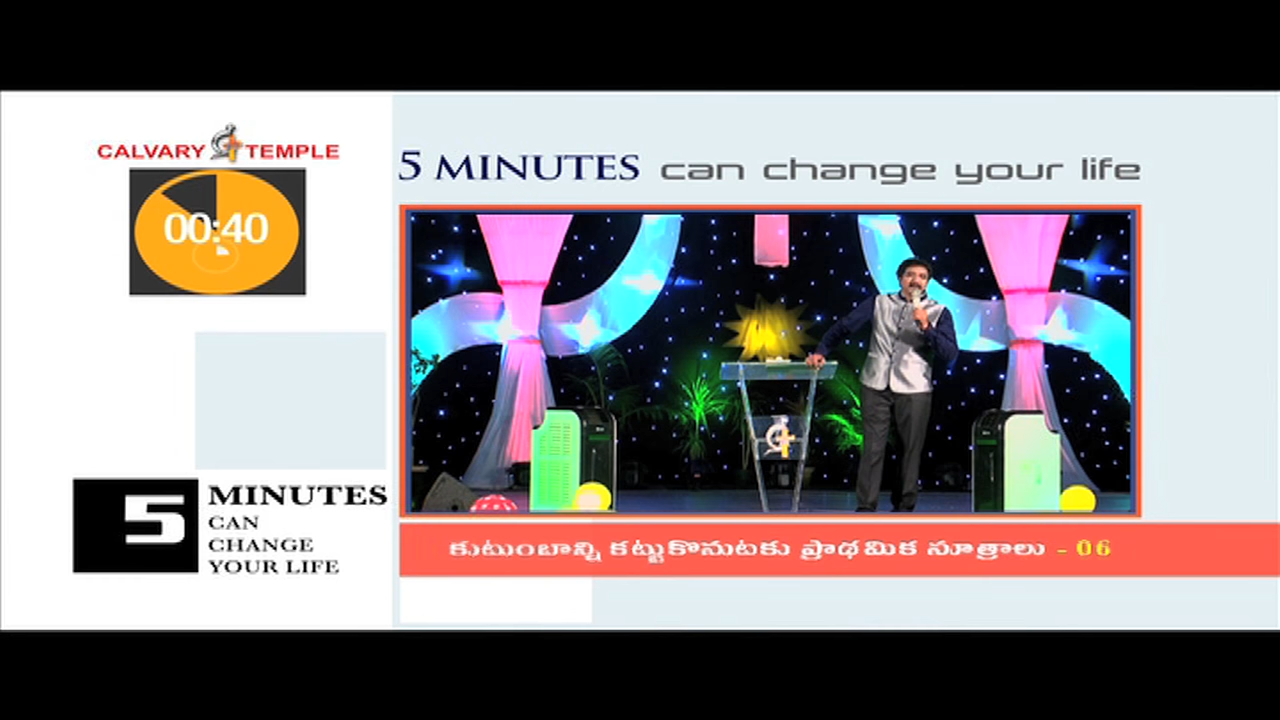 CALVARY TEMPLE
00:40
5 MINUTES can change your life
5 MINUTES
CAN
CHANGE
YOUR LIFE
కుటుంబాన్ని కట్టుకొనుటకు ప్రాథమిక సూత్రాలు - 06